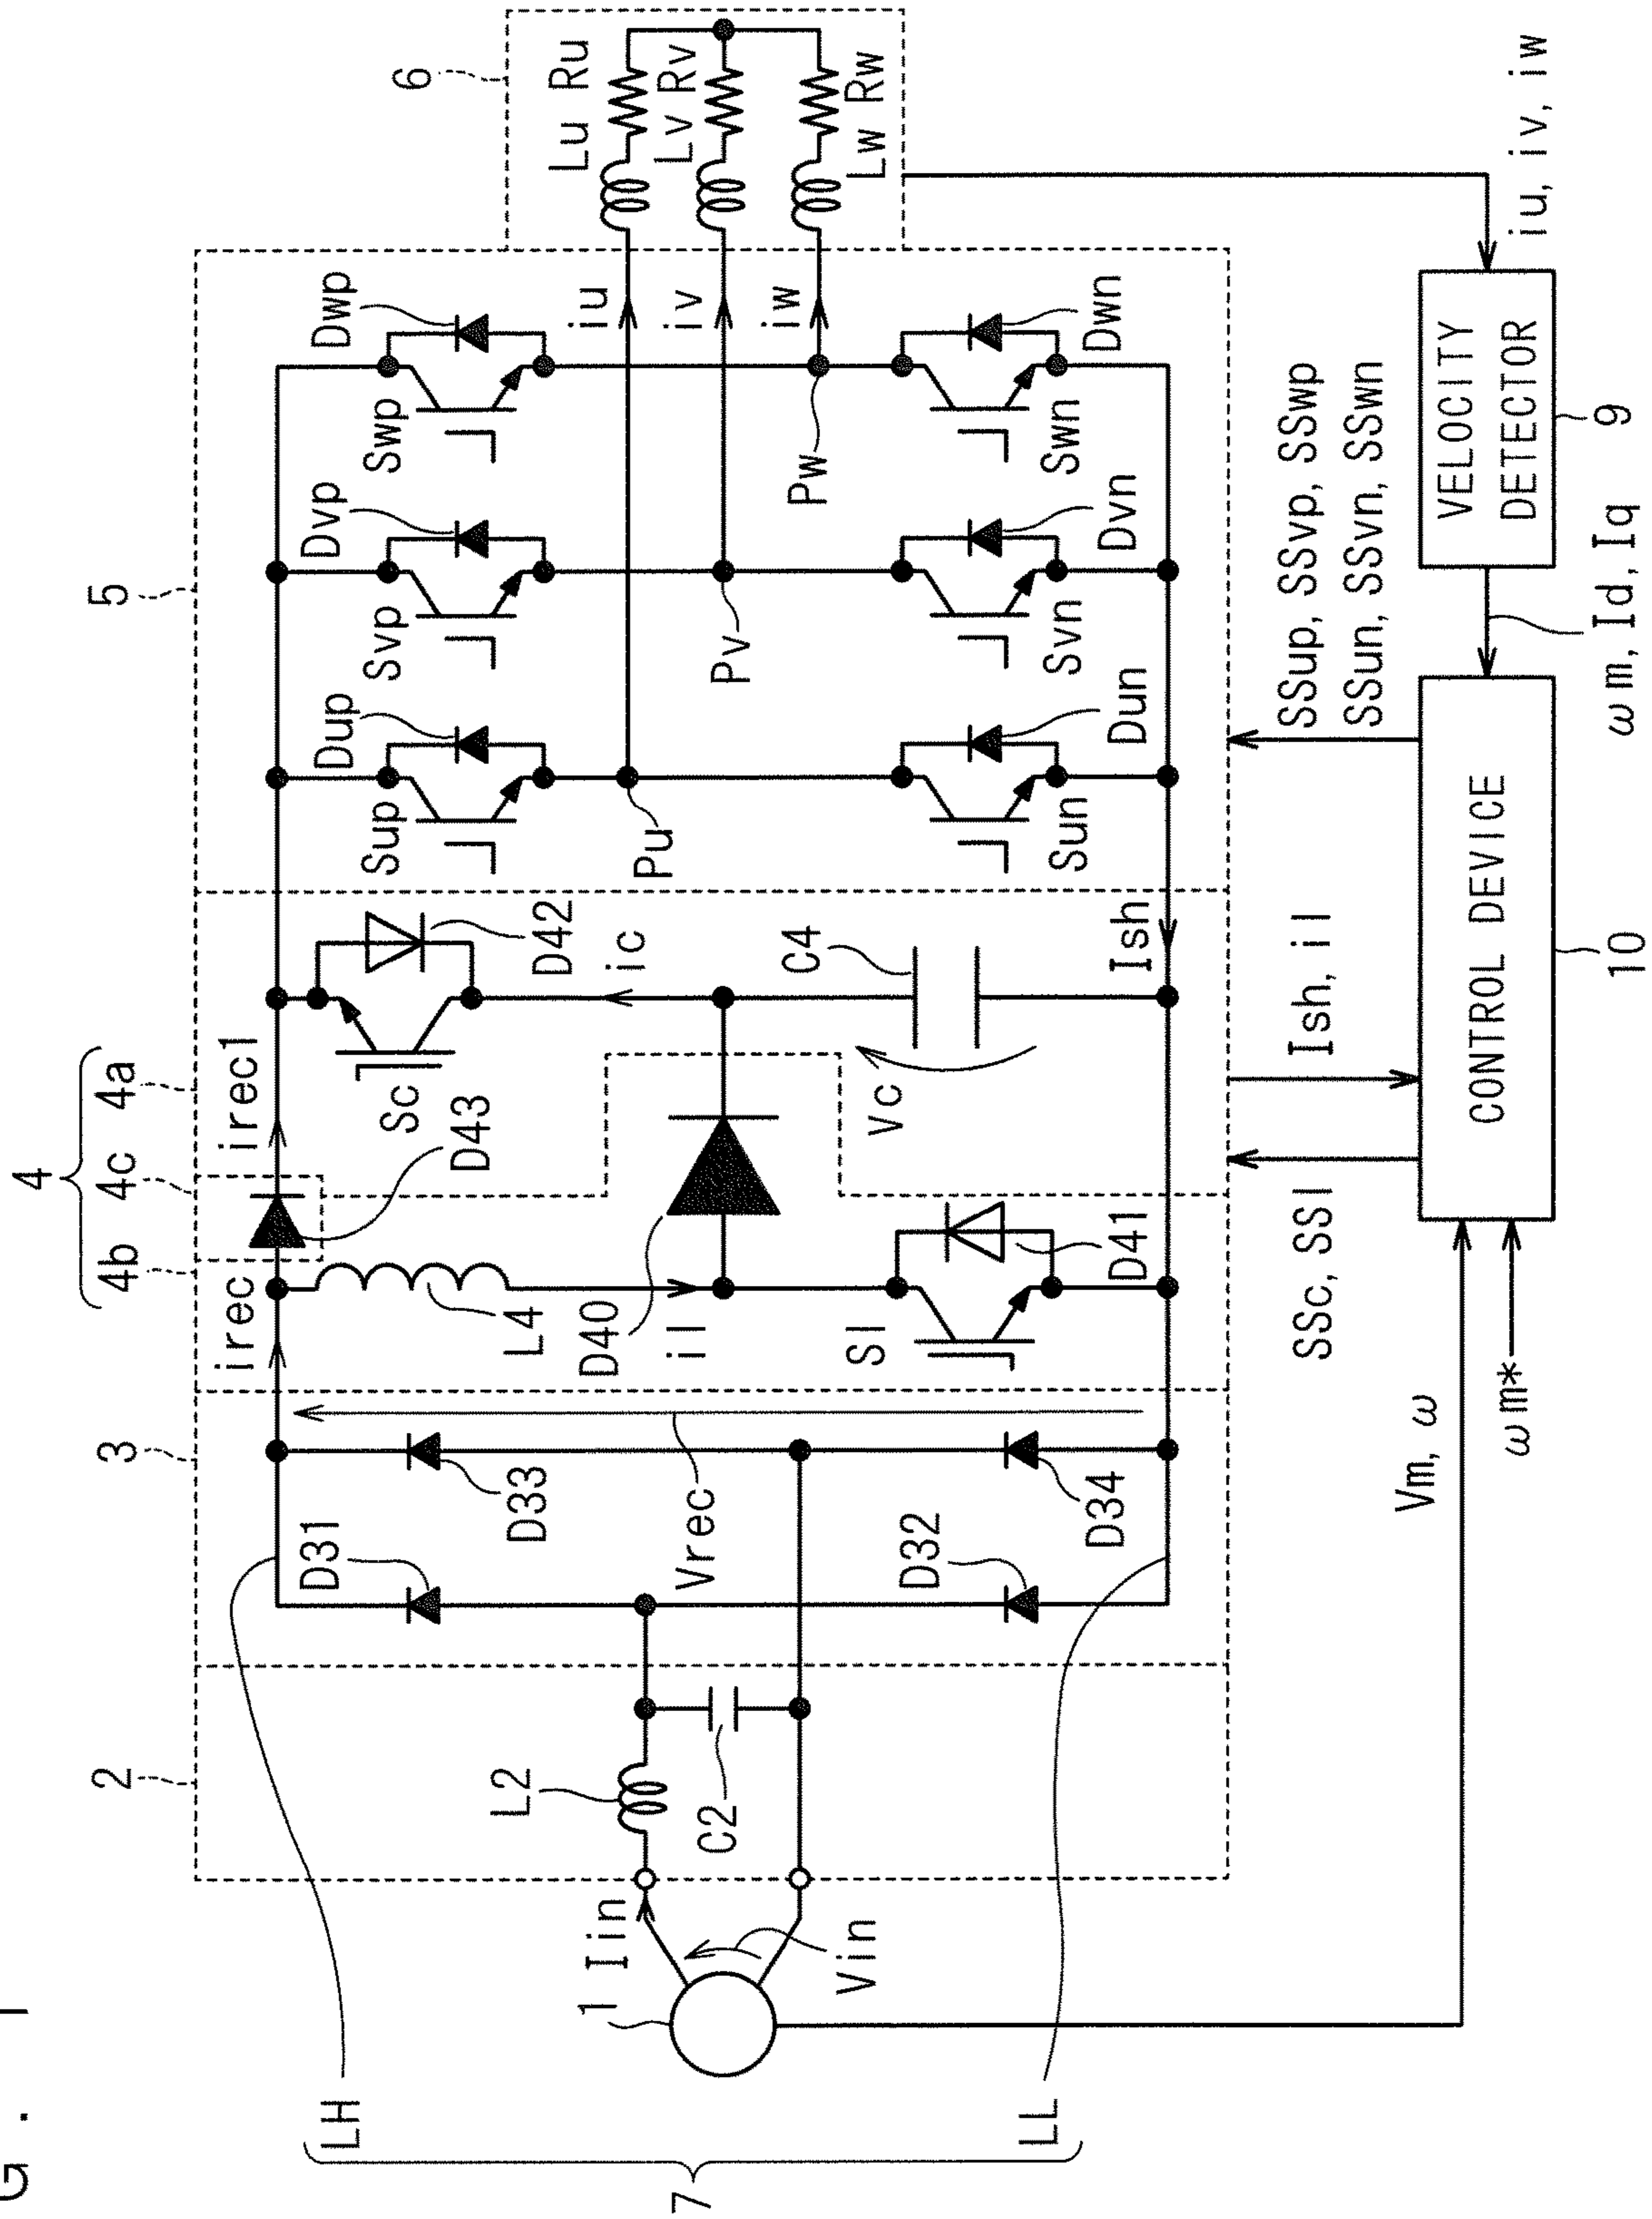 7
LH
LL
1
Iin
Vin
2
L2
C2
3
D31
D33
Vrec
D32
D34
4
4b
4c
4a
irec
irec1
L4
D43
D40
il
Sl
D41
Sc
D42
ic
C4
Vc
Ish
5
Sup
Dup
Svp
Dvp
Swp
Dwp
Pu
Pv
Pw
iu
iv
iw
Sun
Dun
Svn
Dvn
Swn
Dwn
6
Lu Ru
Lv Rv
Lw Rw
Vm, ω
ωm*
SSc, SSl
Ish, il
SSup, SSvp, SSwp
SSun, SSvn, SSwn
CONTROL DEVICE
10
ωm, Id, Iq
VELOCITY
DETECTOR
9
iu, iv, iw